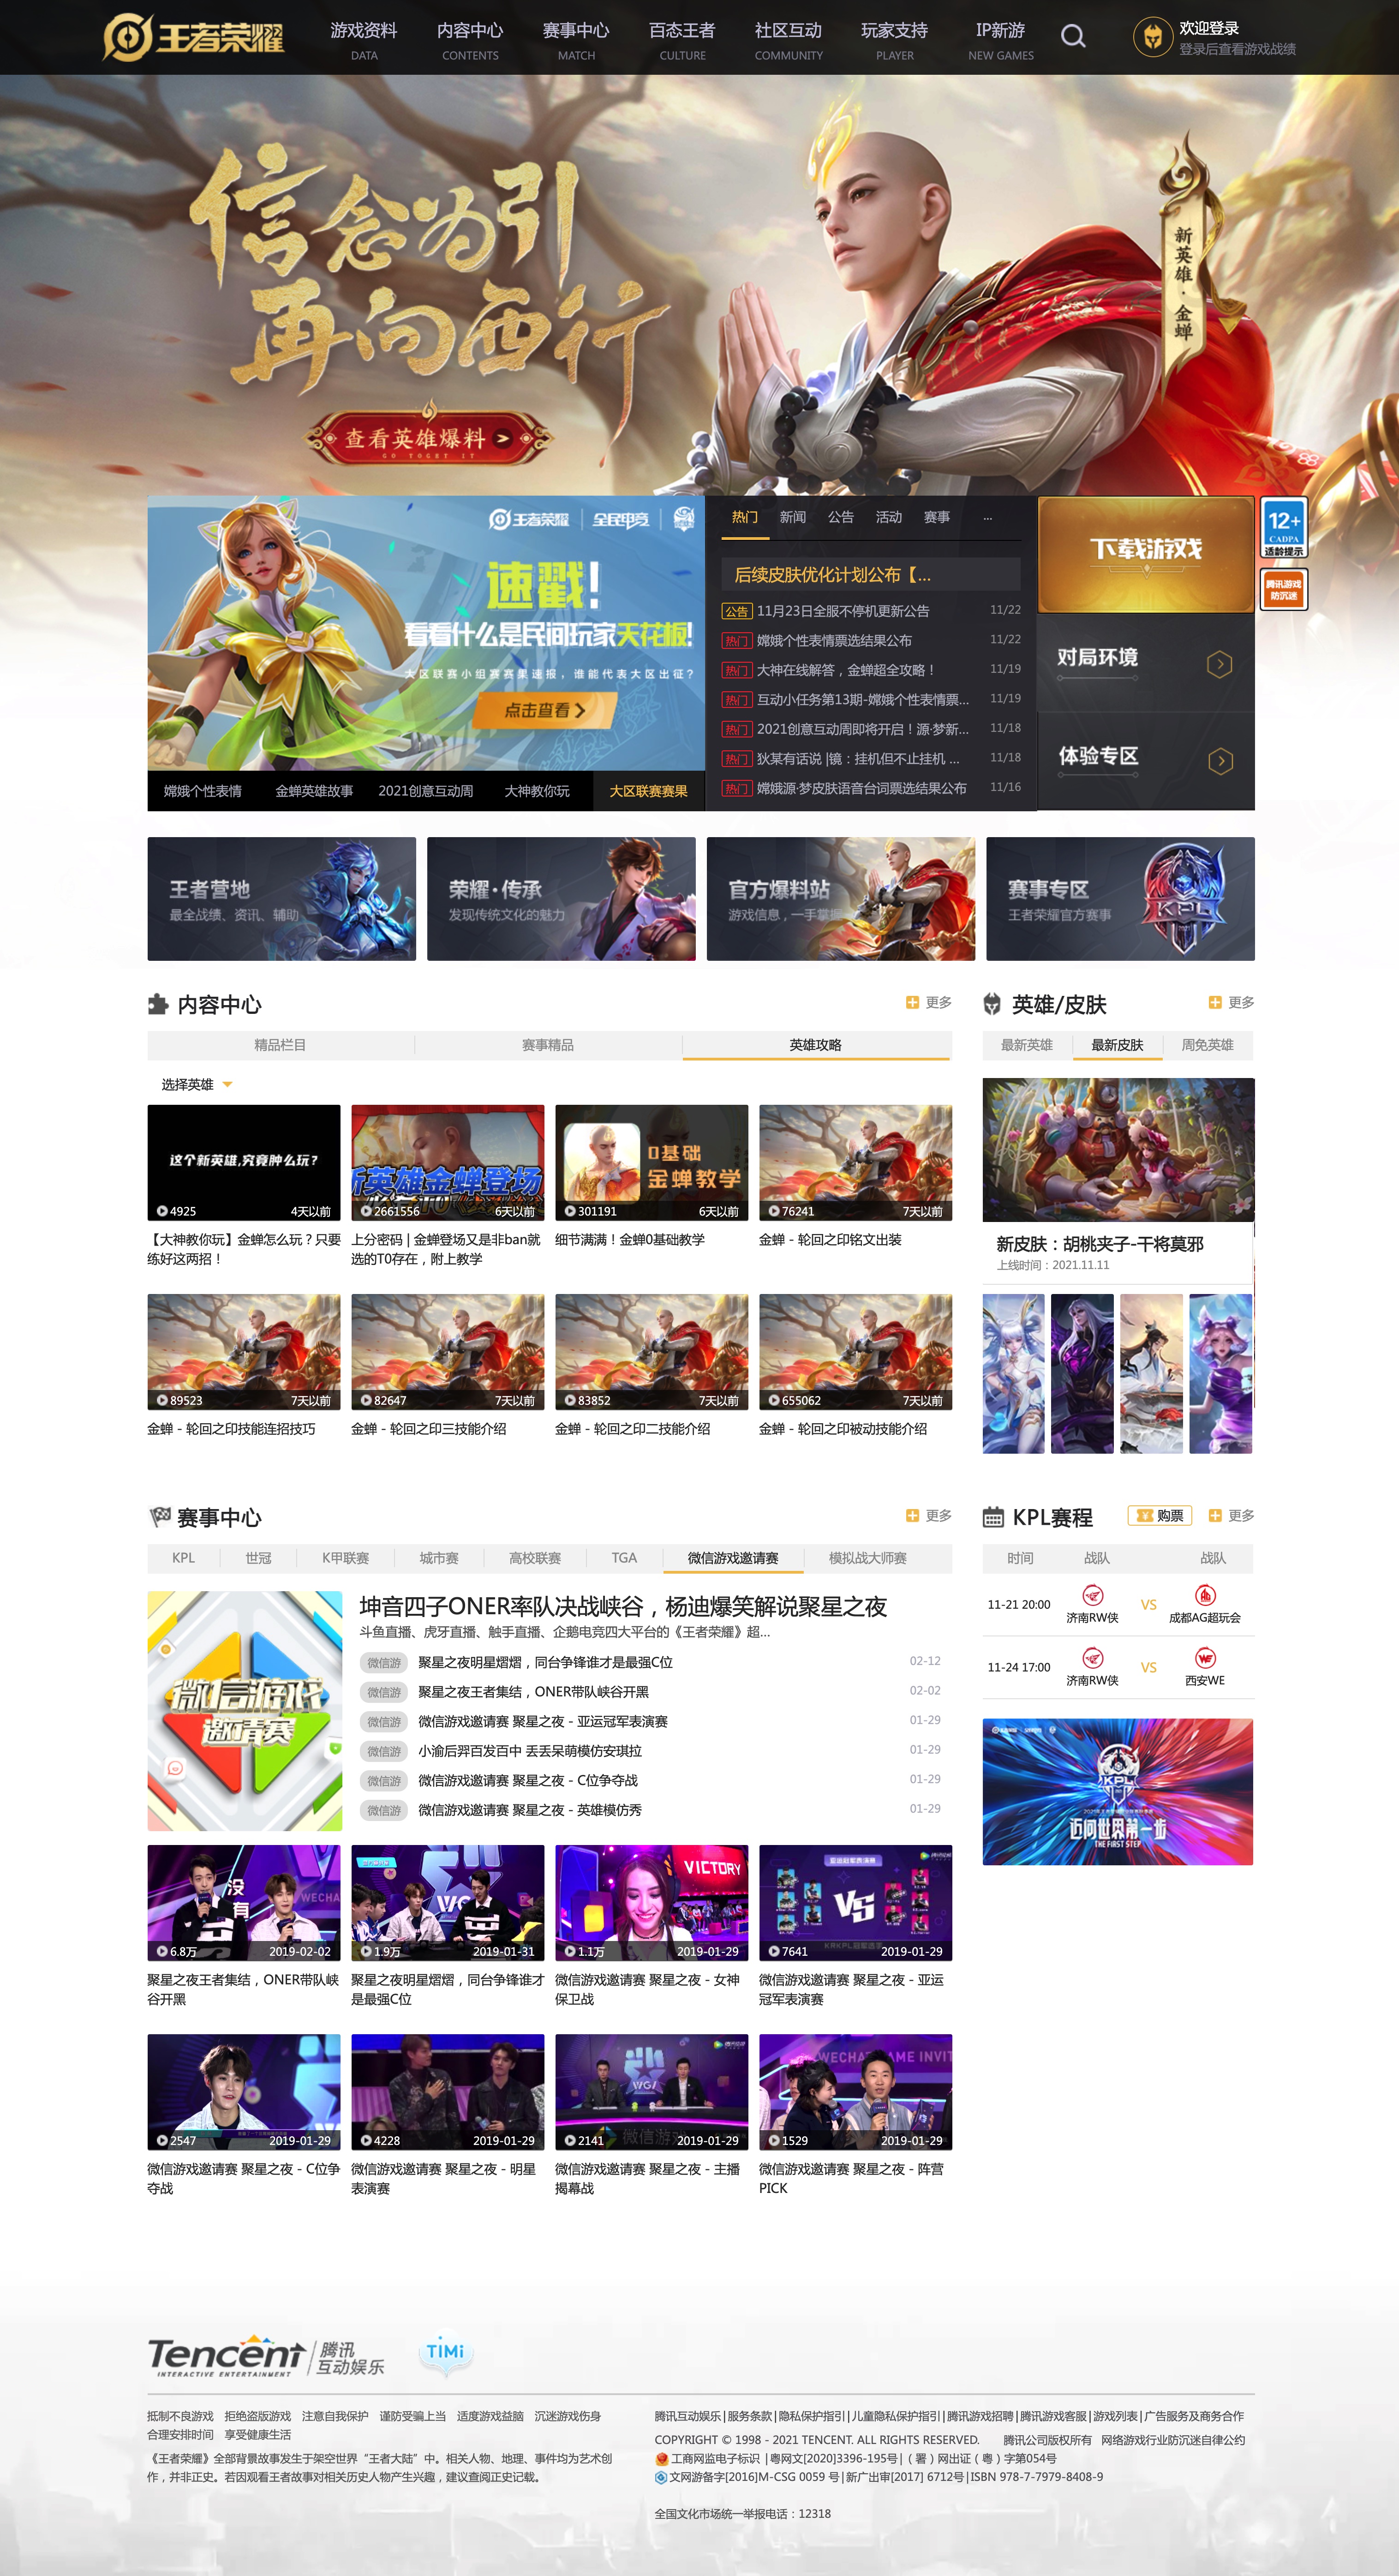 王者荣耀
游戏资料 内容中心 赛事中心 百态王者 社区互动 玩家支持 IP新游
DATA CONTENTS MATCH CULTURE COMMUNITY PLAYER NEW GAMES
欢迎登录
登录后查看游戏战绩
信念为引
再向西行
新英雄·金蝉
查看英雄爆料
GO TO GET IT
王者荣耀 全民电竞
速戳!
看看什么是民间玩家天花板!
大区联赛小组赛赛果速报，谁能代表大区出征?
点击查看
嫦娥个性表情 金蝉英雄故事 2021创意互动周 大神教你玩 大区联赛赛果
热门 新闻 公告 活动 赛事 ...
后续皮肤优化计划公布【...
公告 11月23日全服不停机更新公告 11/22
热门 嫦娥个性表情票选结果公布 11/22
热门 大神在线解答，金蝉超全攻略！ 11/19
热门 互动小任务第13期-嫦娥个性表情票... 11/19
热门 2021创意互动周即将开启！源·梦新... 11/18
热门 狄某有话说 |镜：挂机但不止挂机 ... 11/18
热门 嫦娥源·梦皮肤语音台词票选结果公布 11/16
下载游戏
对局环境
体验专区
12+
CADPA
适龄提示
腾讯游戏
防沉迷
王者营地
最全战绩、资讯、辅助
荣耀·传承
发现传统文化的魅力
官方爆料站
游戏信息，一手掌握
赛事专区
王者荣耀官方赛事
KPL
内容中心 更多
精品栏目 赛事精品 英雄攻略
选择英雄
这个新英雄,究竟肿么玩?
4925 4天以前
新英雄金蝉登场
2661556 6天以前
0基础
金蝉教学
301191 6天以前
76241 7天以前
【大神教你玩】金蝉怎么玩？只要
练好这两招！
上分密码 | 金蝉登场又是非ban就
选的T0存在，附上教学
细节满满！金蝉0基础教学
金蝉 - 轮回之印铭文出装
89523 7天以前
82647 7天以前
83852 7天以前
655062 7天以前
金蝉 - 轮回之印技能连招技巧
金蝉 - 轮回之印三技能介绍
金蝉 - 轮回之印二技能介绍
金蝉 - 轮回之印被动技能介绍
英雄/皮肤 更多
最新英雄 最新皮肤 周免英雄
新皮肤：胡桃夹子-干将莫邪
上线时间：2021.11.11
赛事中心 更多
KPL 世冠 K甲联赛 城市赛 高校联赛 TGA 微信游戏邀请赛 模拟战大师赛
微信游戏
邀请赛
坤音四子ONER率队决战峡谷，杨迪爆笑解说聚星之夜
斗鱼直播、虎牙直播、触手直播、企鹅电竞四大平台的《王者荣耀》超...
微信游 聚星之夜明星熠熠，同台争锋谁才是最强C位 02-12
微信游 聚星之夜王者集结，ONER带队峡谷开黑 02-02
微信游 微信游戏邀请赛 聚星之夜 - 亚运冠军表演赛 01-29
微信游 小渝后羿百发百中 丢丢呆萌模仿安琪拉 01-29
微信游 微信游戏邀请赛 聚星之夜 - C位争夺战 01-29
微信游 微信游戏邀请赛 聚星之夜 - 英雄模仿秀 01-29
没有
WECHA
6.8万 2019-02-02
WG
1.9万 2019-01-31
VICTORY
1.1万 2019-01-29
亚运冠军表演赛
VS
7641 2019-01-29
聚星之夜王者集结，ONER带队峡
谷开黑
聚星之夜明星熠熠，同台争锋谁才
是最强C位
微信游戏邀请赛 聚星之夜 - 女神
保卫战
微信游戏邀请赛 聚星之夜 - 亚运
冠军表演赛
2547 2019-01-29
4228 2019-01-29
WGI
微信游戏
2141 2019-01-29
WECHAT GAME INVIT
1529 2019-01-29
微信游戏邀请赛 聚星之夜 - C位争
夺战
微信游戏邀请赛 聚星之夜 - 明星
表演赛
微信游戏邀请赛 聚星之夜 - 主播
揭幕战
微信游戏邀请赛 聚星之夜 - 阵营
PICK
KPL赛程 购票 更多
时间 战队 战队
11-21 20:00 济南RW侠 VS 成都AG超玩会
11-24 17:00 济南RW侠 VS 西安WE
KPL
迈向世界第一步
THE FIRST STEP
Tencent 腾讯
INTERACTIVE ENTERTAINMENT 互动娱乐
TiMi
抵制不良游戏 拒绝盗版游戏 注意自我保护 谨防受骗上当 适度游戏益脑 沉迷游戏伤身
合理安排时间 享受健康生活
《王者荣耀》全部背景故事发生于架空世界“王者大陆”中。相关人物、地理、事件均为艺术创
作，并非正史。若因观看王者故事对相关历史人物产生兴趣，建议查阅正史记载。
腾讯互动娱乐|服务条款|隐私保护指引|儿童隐私保护指引|腾讯游戏招聘|腾讯游戏客服|游戏列表|广告服务及商务合作
COPYRIGHT © 1998 - 2021 TENCENT. ALL RIGHTS RESERVED. 腾讯公司版权所有 网络游戏行业防沉迷自律公约
工商网监电子标识 |粤网文[2020]3396-195号|（署）网出证（粤）字第054号
文网游备字[2016]M-CSG 0059 号|新广出审[2017] 6712号|ISBN 978-7-7979-8408-9
全国文化市场统一举报电话：12318